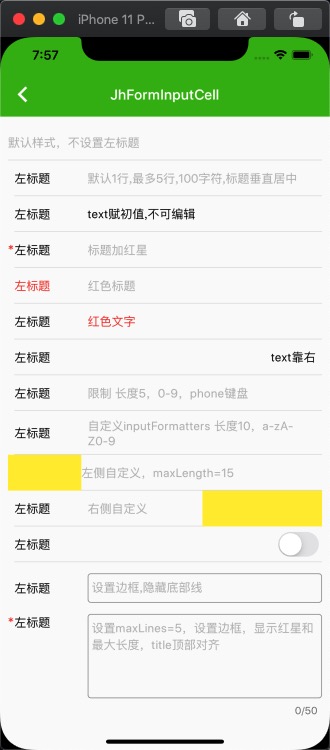 iPhone 11 P...
7:57
JhFormInputCell
默认样式，不设置左标题
左标题 默认1行,最多5行,100字符,标题垂直居中
左标题 text赋初值,不可编辑
*左标题 标题加红星
左标题 红色标题
左标题 红色文字
左标题 text靠右
左标题 限制 长度5，0-9，phone键盘
左标题 自定义inputFormatters 长度10，a-zA-
Z0-9
左侧自定义，maxLength=15
左标题 右侧自定义
左标题
左标题 设置边框,隐藏底部线
*左标题 设置maxLines=5，设置边框，显示红星和
最大长度，title顶部对齐
0/50